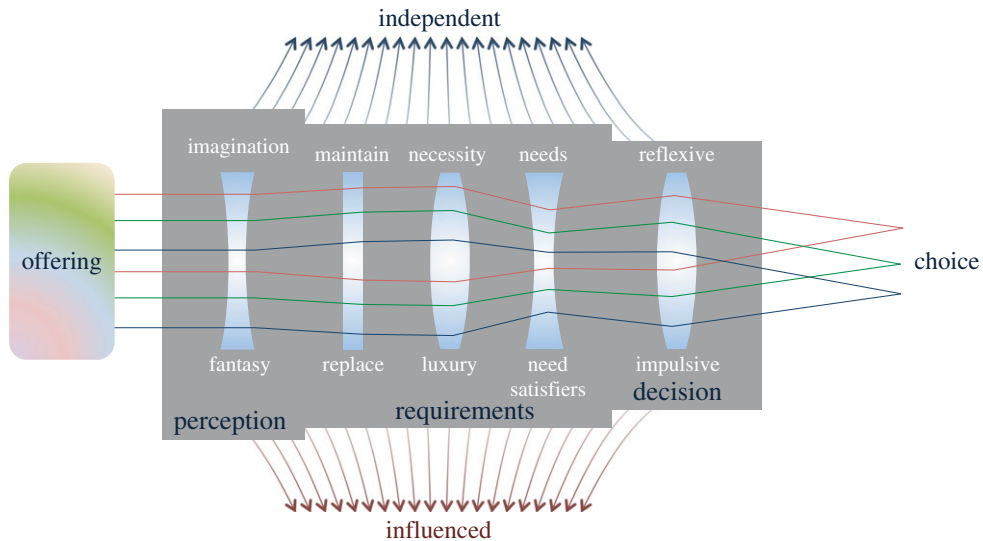 independent
imagination
maintain
necessity
needs
reflexive
offering
choice
fantasy
replace
luxury
need
satisfiers
impulsive
decision
requirements
perception
influenced